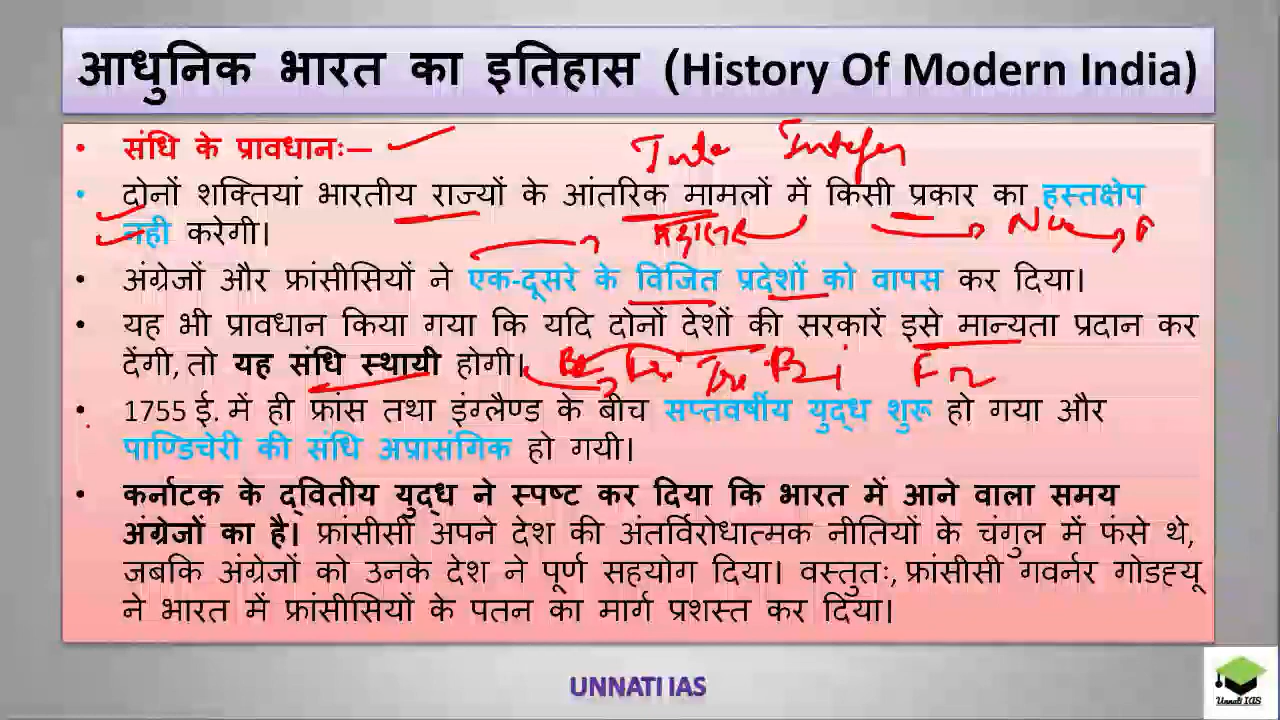 आधुनिक भारत का इतिहास (History Of Modern India)
• संधि के प्रावधानः—
• दोनों शक्तियां भारतीय राज्यों के आंतरिक मामलों में किसी प्रकार का हस्तक्षेप
नही करेगी।
• अंग्रेजों और फ्रांसीसियों ने एक-दूसरे के विजित प्रदेशों को वापस कर दिया।
• यह भी प्रावधान किया गया कि यदि दोनों देशों की सरकारें इसे मान्यता प्रदान कर
देंगी, तो यह संधि स्थायी होगी।
• 1755 ई. में ही फ्रांस तथा इंग्लैण्ड के बीच सप्तवर्षीय युद्ध शुरू हो गया और
पाण्डिचेरी की संधि अप्रासंगिक हो गयी।
• कर्नाटक के द्वितीय युद्ध ने स्पष्ट कर दिया कि भारत में आने वाला समय
अंग्रेजों का है। फ्रांसीसी अपने देश की अंतर्विरोधात्मक नीतियों के चंगुल में फंसे थे,
जबकि अंग्रेजों को उनके देश ने पूर्ण सहयोग दिया। वस्तुतः, फ्रांसीसी गवर्नर गोडह्यू
ने भारत में फ्रांसीसियों के पतन का मार्ग प्रशस्त कर दिया।
UNNATI IAS
Unnati IAS